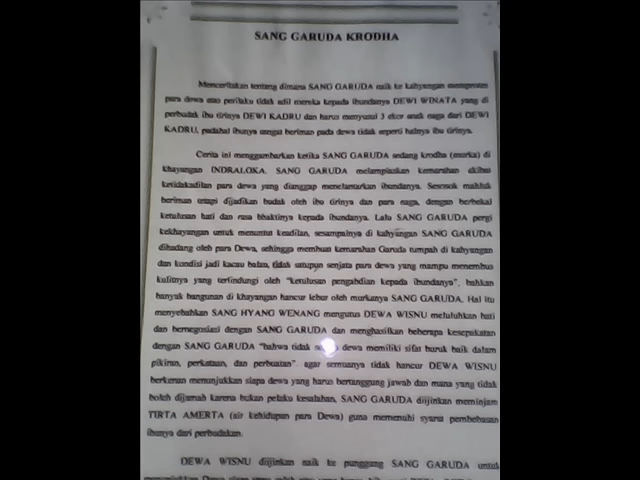 SANG GARUDA KRODHA
Menceritakan tentang dimana SANG GARUDA naik ke kahyangan memprotes
para dewa atas perilaku tidak adil mereka kepada ibundanya DEWI WINATA yang di
perbudak ibu tirinya DEWI KADRU dan harus menyusui 3 ekor anak naga dari DEWI
KADRU, padahal ibunya sangat beriman pada dewa tidak seperti halnya ibu tirinya.
Cerita ini menggambarkan ketika SANG GARUDA sedang krodha (murka) di
khayangan INDRALOKA. SANG GARUDA melampiaskan kemarahan akibat
ketidakadilan para dewa yang dianggap menelantarkan ibundanya. Sesosok mahluk
beriman tetapi dijadikan budak oleh ibu tirinya dan para naga, dengan berbekal
ketulusan hati dan rasa bhaktinya kepada ibundanya. Lalu SANG GARUDA pergi
kekhayangan untuk menuntut keadilan, sesampainya di kahyangan SANG GARUDA
dihadang oleh para Dewa, sehingga membuat kemarahan Garuda tumpah di kahyangan
dan kondisi jadi kacau balau, tidak satupun senjata para dewa yang mampu menembus
kulitnya yang terlindungi oleh "ketulusan pengabdian kepada ibundanya", bahkan
banyak bangunan di khayangan hancur lebur oleh murkanya SANG GARUDA. Hal itu
menyebabkan SANG HYANG WENANG mengutus DEWA WISNU meluluhkan hati
dan bernegosiasi dengan SANG GARUDA dan menghasilkan beberapa kesepakatan
dengan SANG GARUDA "bahwa tidak dewa memiliki sifat buruk baik dalam
pikiran, perkataan, dan perbuatan" agar semuanya tidak hancur DEWA WISNU
berkenan menunjukkan siapa dewa yang harus bertanggung jawab dan mana yang tidak
boleh dijamah karena bukan pelaku kesalahan, SANG GARUDA diijinkan meminjam
TIRTA AMERTA (air kehidupan para Dewa) guna memenuhi syarat pembebasan
ibunya dari perbudakan.
DEWA WISNU diijinkan naik ke punggung SANG GARUDA untuk